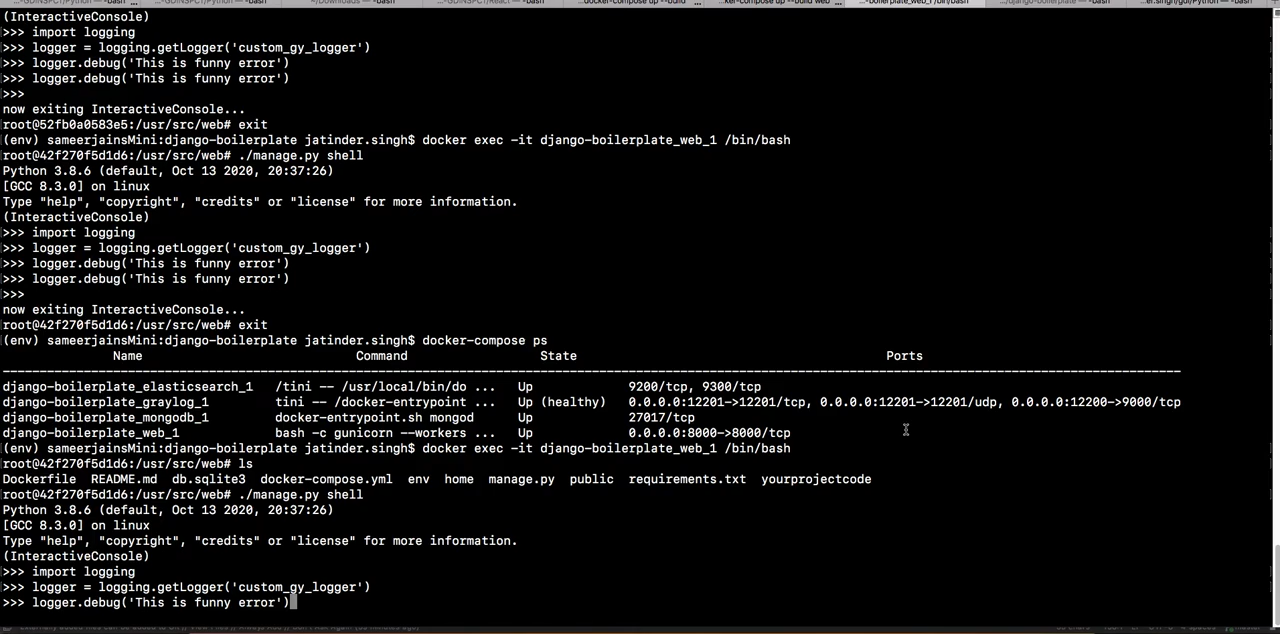 (InteractiveConsole)
>>> import logging
>>> logger = logging.getLogger('custom_gy_logger')
>>> logger.debug('This is funny error')
>>> logger.debug('This is funny error')
>>>
now exiting InteractiveConsole...
root@52fb0a0583e5:/usr/src/web# exit
(env) sameerjainsMini:django-boilerplate jatinder.singh$ docker exec -it django-boilerplate_web_1 /bin/bash
root@42f270f5d1d6:/usr/src/web# ./manage.py shell
Python 3.8.6 (default, Oct 13 2020, 20:37:26)
[GCC 8.3.0] on linux
Type "help", "copyright", "credits" or "license" for more information.
(InteractiveConsole)
>>> import logging
>>> logger = logging.getLogger('custom_gy_logger')
>>> logger.debug('This is funny error')
>>> logger.debug('This is funny error')
>>>
now exiting InteractiveConsole...
root@42f270f5d1d6:/usr/src/web# exit
(env) sameerjainsMini:django-boilerplate jatinder.singh$ docker-compose ps
Name Command State Ports
django-boilerplate_elasticsearch_1 /tini -- /usr/local/bin/do ... Up 9200/tcp, 9300/tcp
django-boilerplate_graylog_1 tini -- /docker-entrypoint ... Up (healthy) 0.0.0.0:12201->12201/tcp, 0.0.0.0:12201->12201/udp, 0.0.0.0:12200->9000/tcp
django-boilerplate_mongodb_1 docker-entrypoint.sh mongod Up 27017/tcp
django-boilerplate_web_1 bash -c gunicorn --workers ... Up 0.0.0.0:8000->8000/tcp
(env) sameerjainsMini:django-boilerplate jatinder.singh$ docker exec -it django-boilerplate_web_1 /bin/bash
root@42f270f5d1d6:/usr/src/web# ls
Dockerfile README.md db.sqlite3 docker-compose.yml env home manage.py public requirements.txt yourprojectcode
root@42f270f5d1d6:/usr/src/web# ./manage.py shell
Python 3.8.6 (default, Oct 13 2020, 20:37:26)
[GCC 8.3.0] on linux
Type "help", "copyright", "credits" or "license" for more information.
(InteractiveConsole)
>>> import logging
>>> logger = logging.getLogger('custom_gy_logger')
>>> logger.debug('This is funny error')